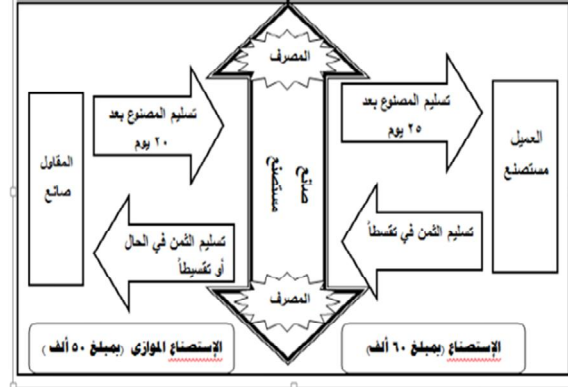 المصرف
العميل
مستصنع
تسليم المصنوع بعد
٢٥ يوم
تسليم الثمن في تقسطاً
صانع
مستصنع
تسليم المصنوع بعد
٢٠ يوم
تسليم الثمن في الحال
أو تقسيطاً
المقاول
صانع
المصرف
الإستصناع (بمبلغ ٦٠ ألف)
الإستصناع الموازي (بمبلغ ٥٠ ألف )